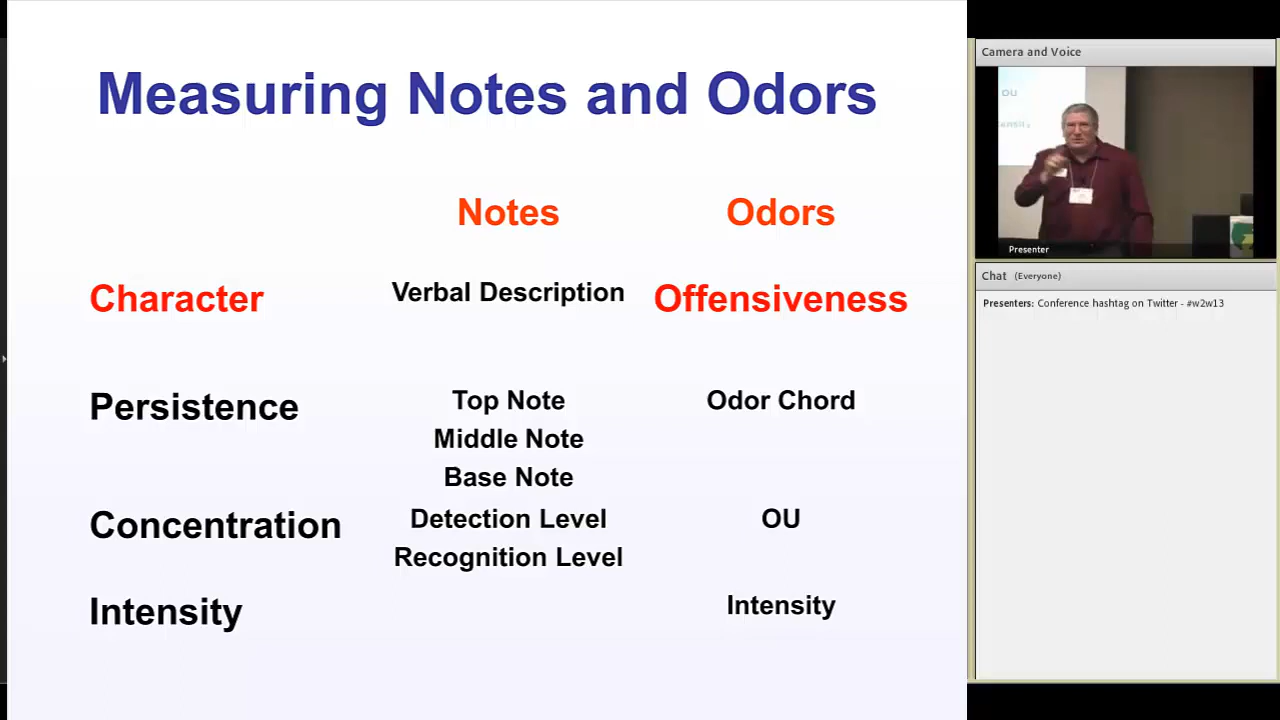 Measuring Notes and Odors
Notes Odors
Character Verbal Description Offensiveness
Persistence Top Note Odor Chord
Middle Note
Base Note
Concentration Detection Level OU
Recognition Level
Intensity Intensity
Camera and Voice
OU
Presenter
Chat (Everyone)
Presenters: Conference hashtag on Twitter - #w2w13